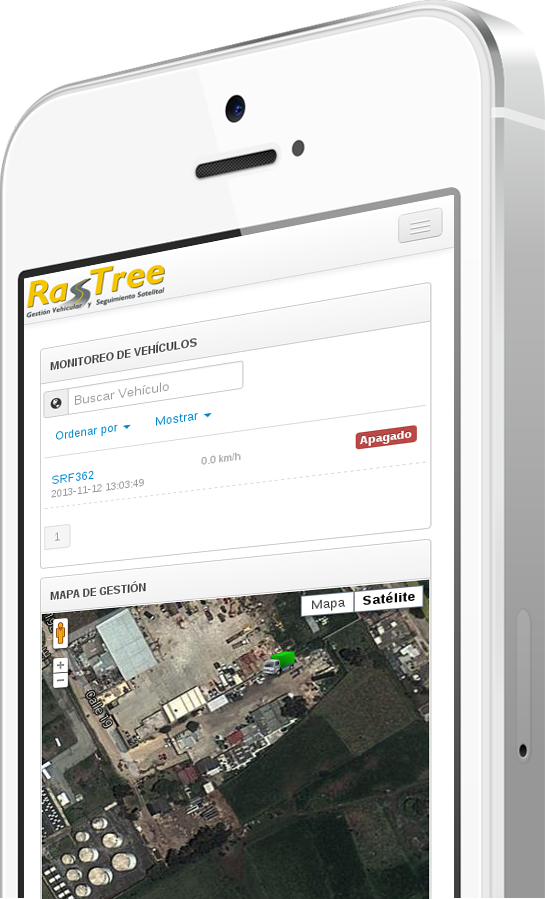 RasTree
Gestión Vehicular y Seguimiento Satelital
MONITOREO DE VEHÍCULOS
Buscar Vehículo
Ordenar por
Mostrar
SRF362
0.0 km/h
Apagado
2013-11-12 13:03:49
1
MAPA DE GESTIÓN
Mapa
Satélite
+
−
Calle 19